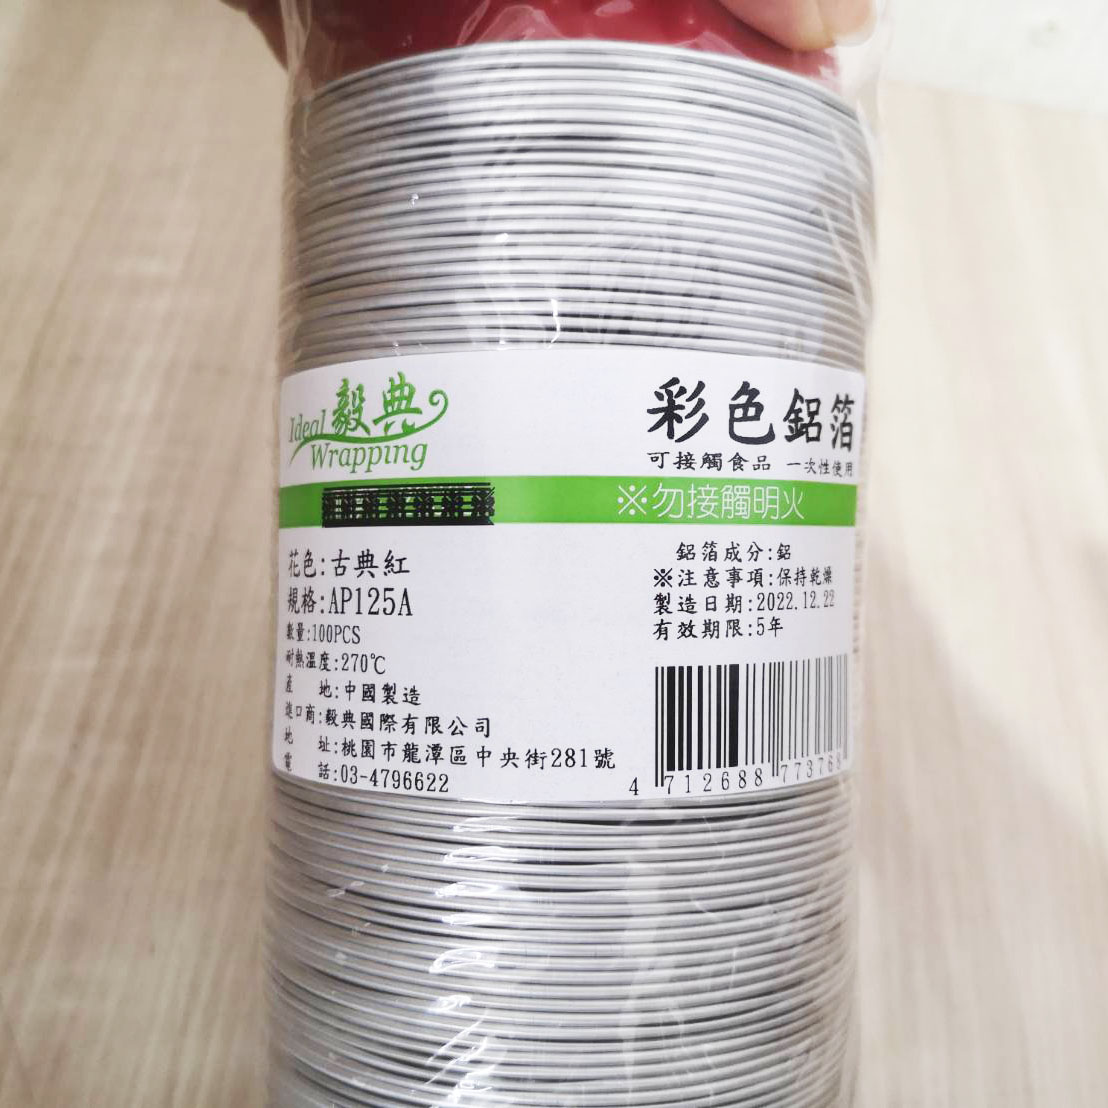 Ideal 毅典
Wrapping
彩色鋁箔
可接觸食品 一次性使用
※勿接觸明火
花色:古典紅
規格:AP125A
數量:100PCS
耐熱溫度:270℃
產 地:中國製造
進口商:毅典國際有限公司
地 址:桃園市龍潭區中央街281號
電 話:03-4796622
鋁箔成分:鋁
※注意事項:保持乾燥
製造日期:2022.12.22
有效期限:5年
4 712688 773768